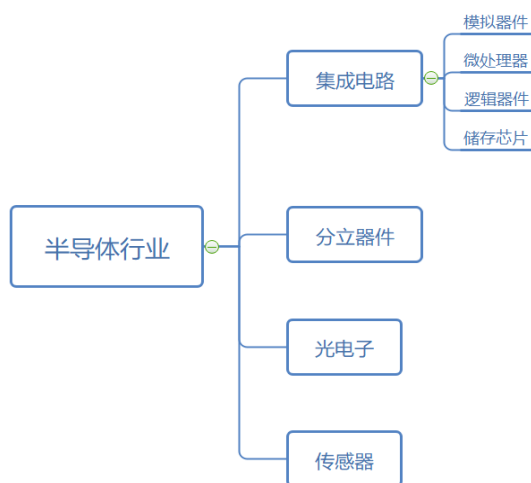 半导体行业
集成电路
模拟器件
微处理器
逻辑器件
储存芯片
分立器件
光电子
传感器